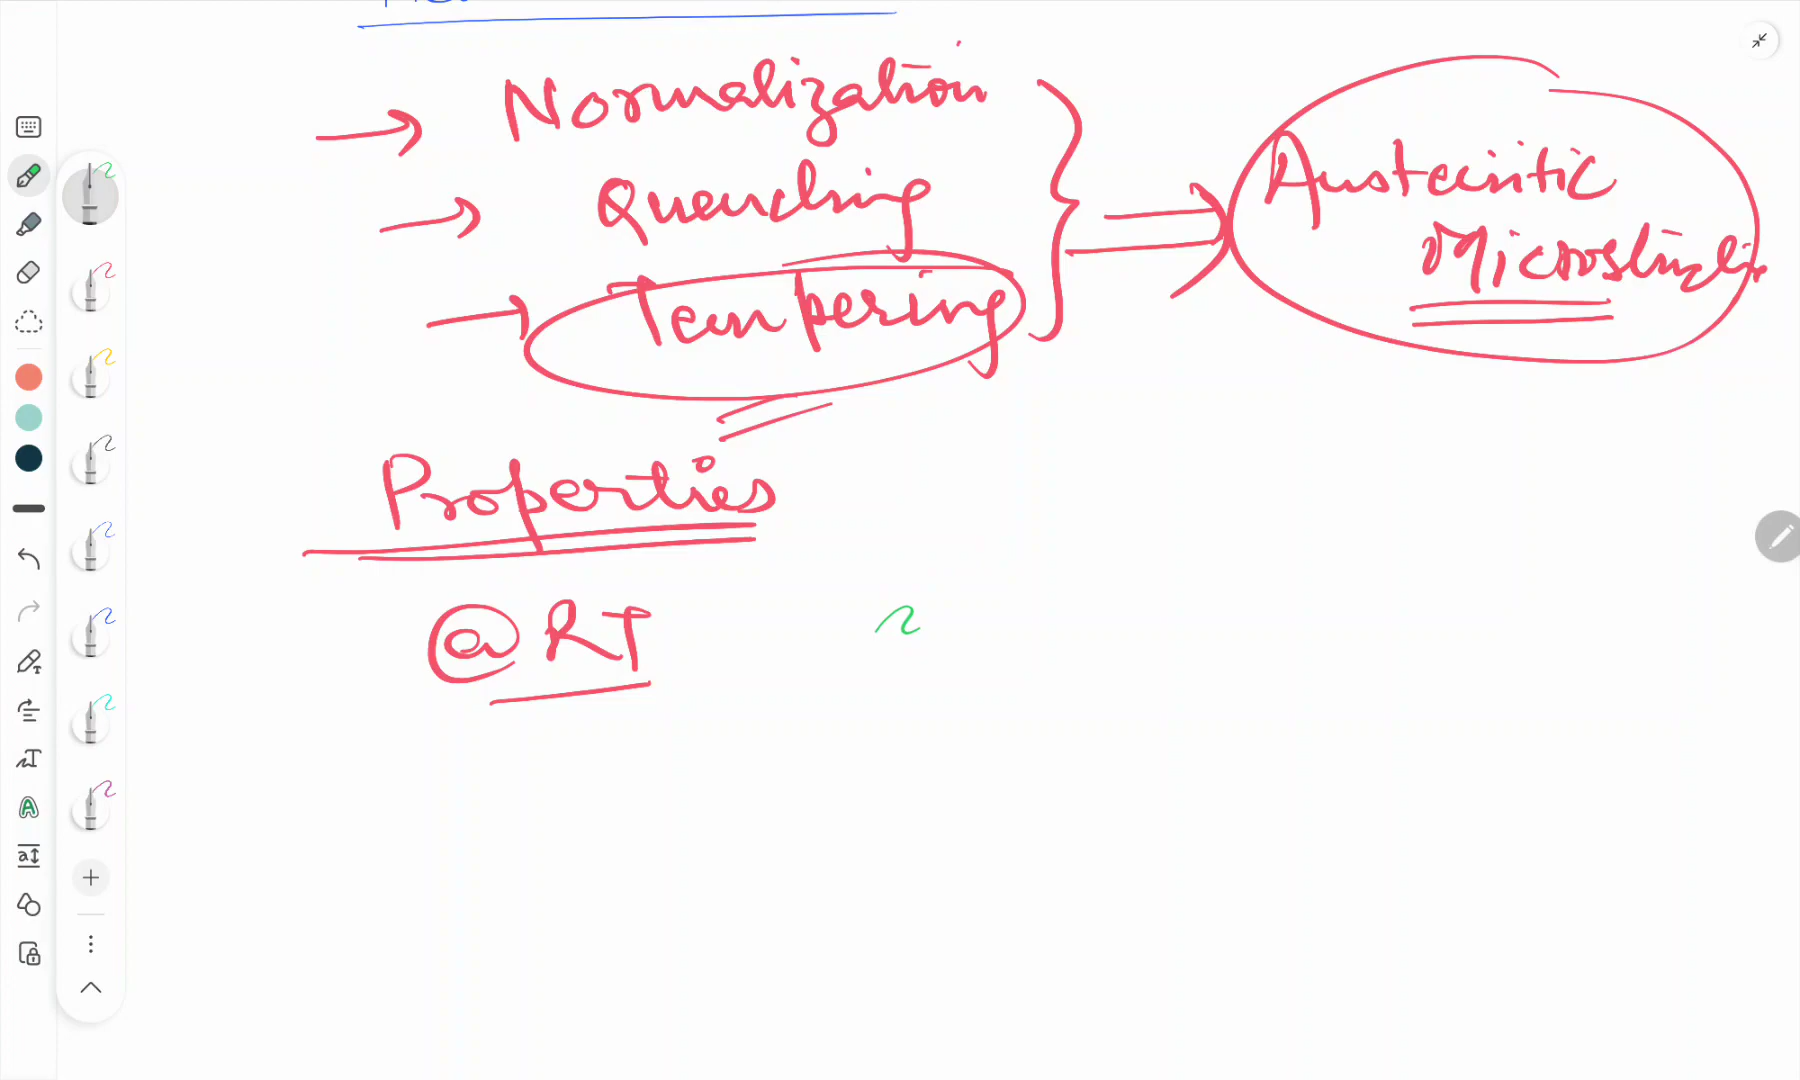 → Normalization
→ Quenching
→ Tempering
Austenitic
Microstructure
Properties
@ RT